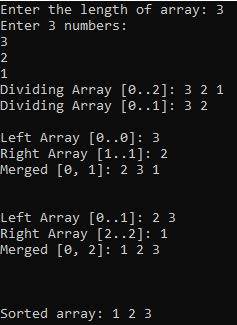 Enter the length of array: 3
Enter 3 numbers:
3
2
1
Dividing Array [0..2]: 3 2 1
Dividing Array [0..1]: 3 2
Left Array [0..0]: 3
Right Array [1..1]: 2
Merged [0, 1]: 2 3 1
Left Array [0..1]: 2 3
Right Array [2..2]: 1
Merged [0, 2]: 1 2 3
Sorted array: 1 2 3